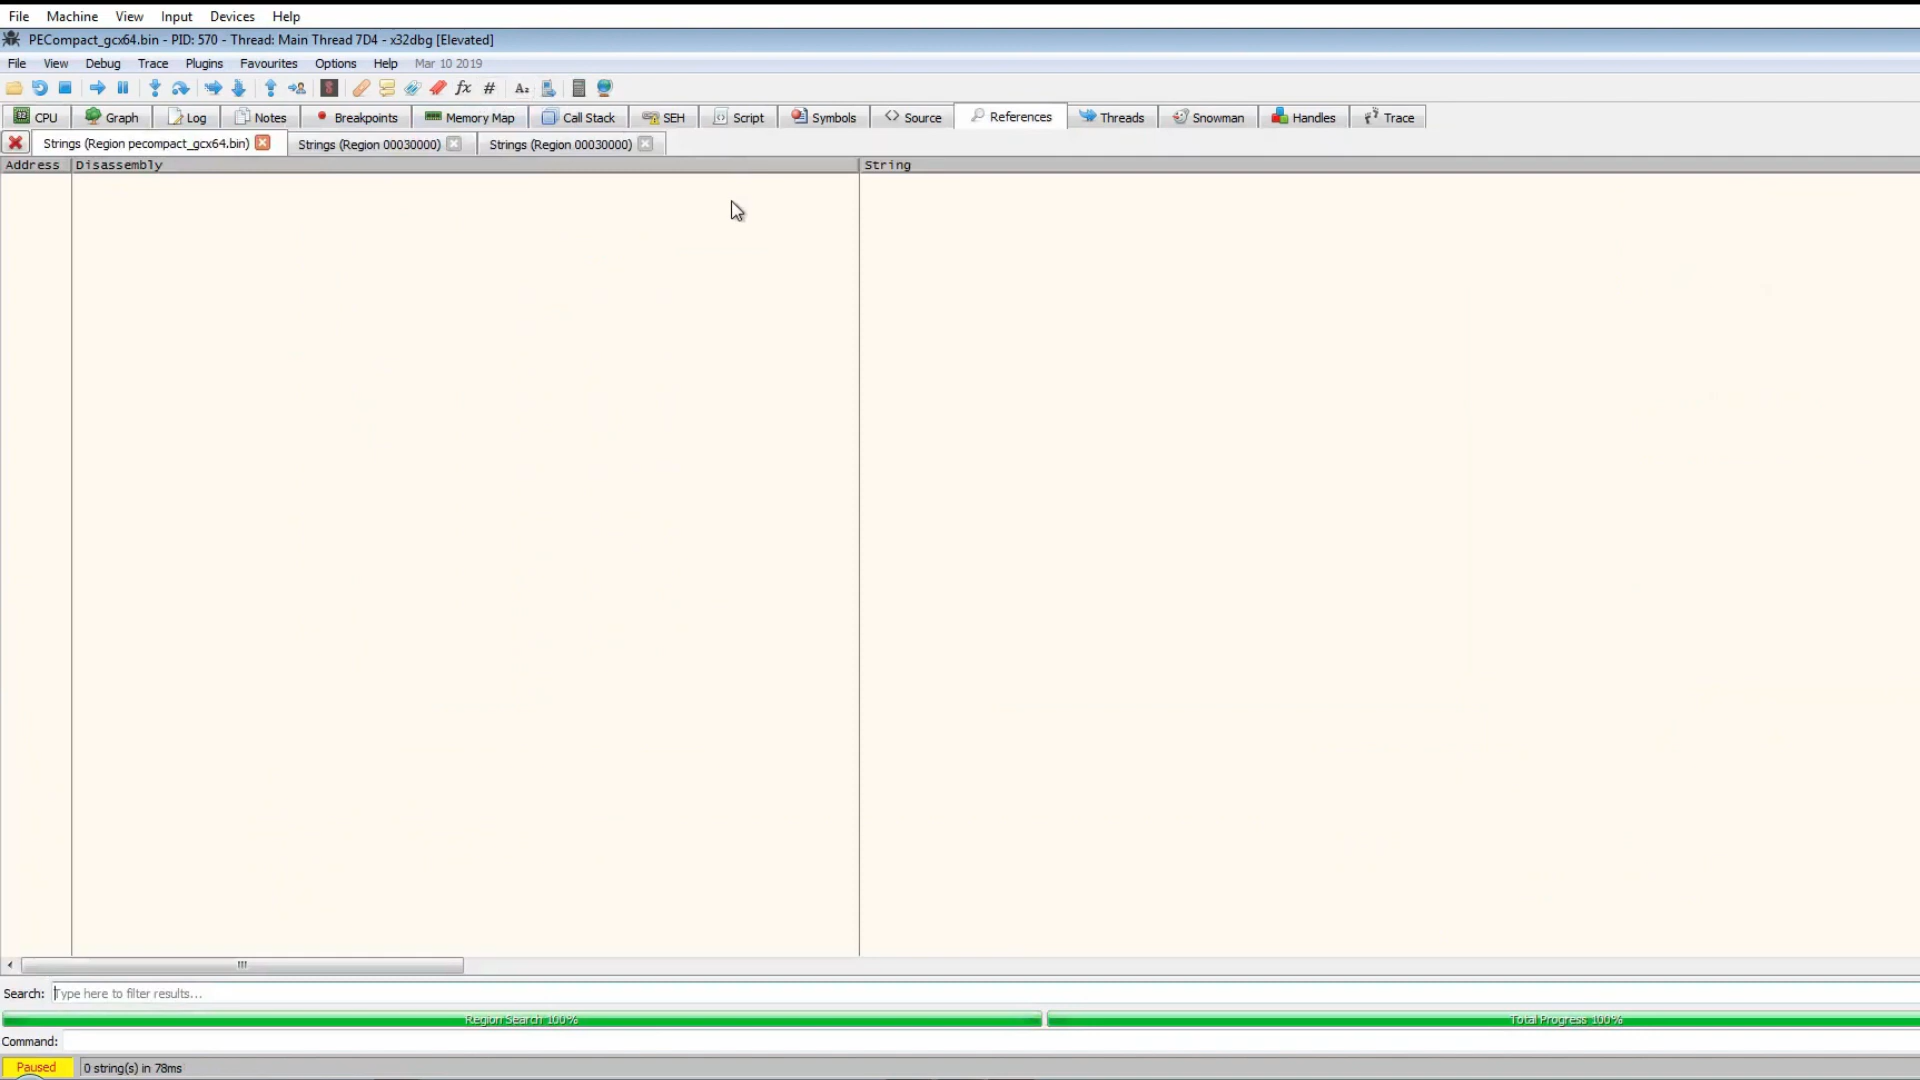 File Machine View Input Devices Help
PECompact_gcx64.bin - PID: 570 - Thread: Main Thread 7D4 - x32dbg [Elevated]
File View Debug Trace Plugins Favourites Options Help Mar 10 2019
CPU Graph Log Notes Breakpoints Memory Map Call Stack SEH Script Symbols Source References Threads Snowman Handles Trace
Strings (Region pecompact_gcx64.bin) Strings (Region 00030000) Strings (Region 00030000)
Address Disassembly String
Search: Type here to filter results...
Region Search 100% Total Progress 100%
Command:
Paused 0 string(s) in 78ms